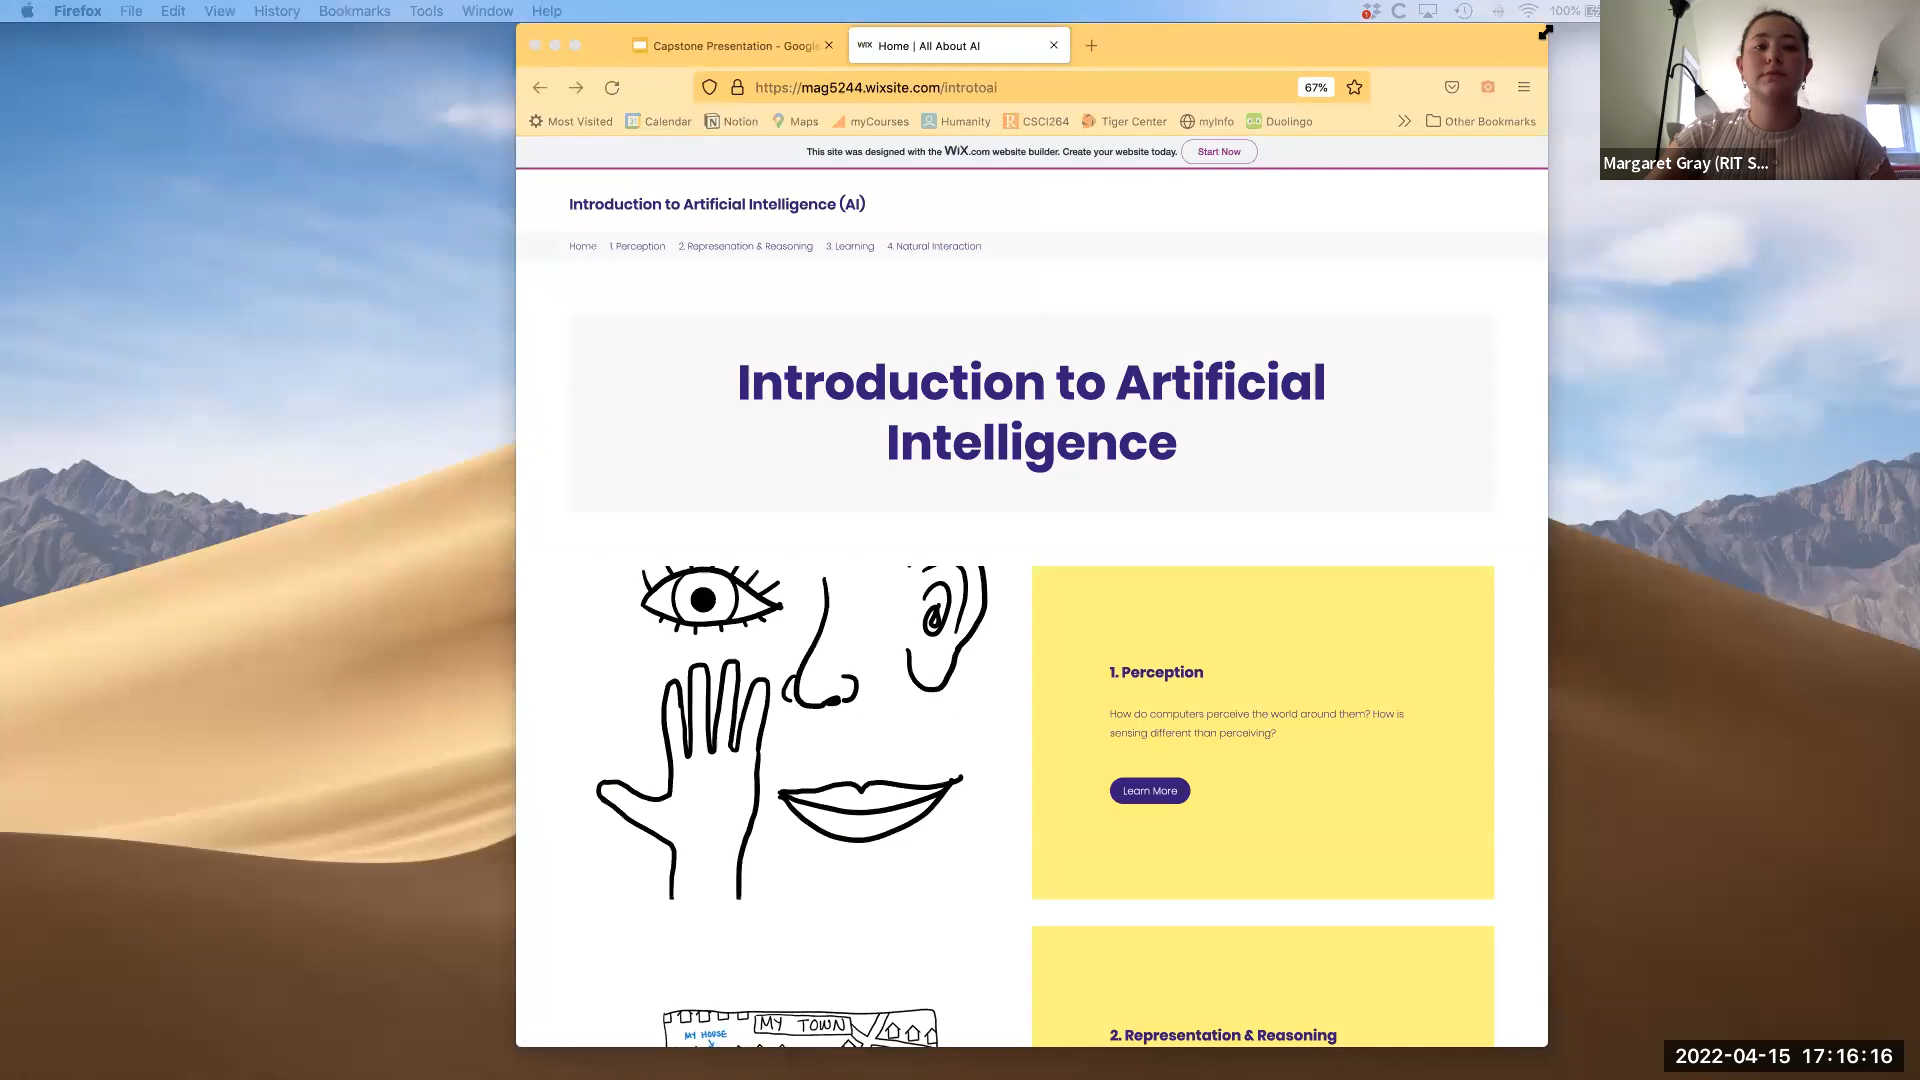 Firefox File Edit View History Bookmarks Tools Window Help
100%
Capstone Presentation - Google
WiX Home | All About AI
https://mag5244.wixsite.com/introtoai
67%
Most Visited Calendar Notion Maps myCourses Humanity CSCI264 Tiger Center myInfo Duolingo Other Bookmarks
This site was designed with the WiX.com website builder. Create your website today. Start Now
Margaret Gray (RIT S...
Introduction to Artificial Intelligence (AI)
Home 1. Perception 2. Represenation & Reasoning 3. Learning 4. Natural Interaction
Introduction to Artificial
Intelligence
1. Perception
How do computers perceive the world around them? How is
sensing different than perceiving?
Learn More
MY TOWN
MY HOUSE
2. Representation & Reasoning
2022-04-15 17:16:16